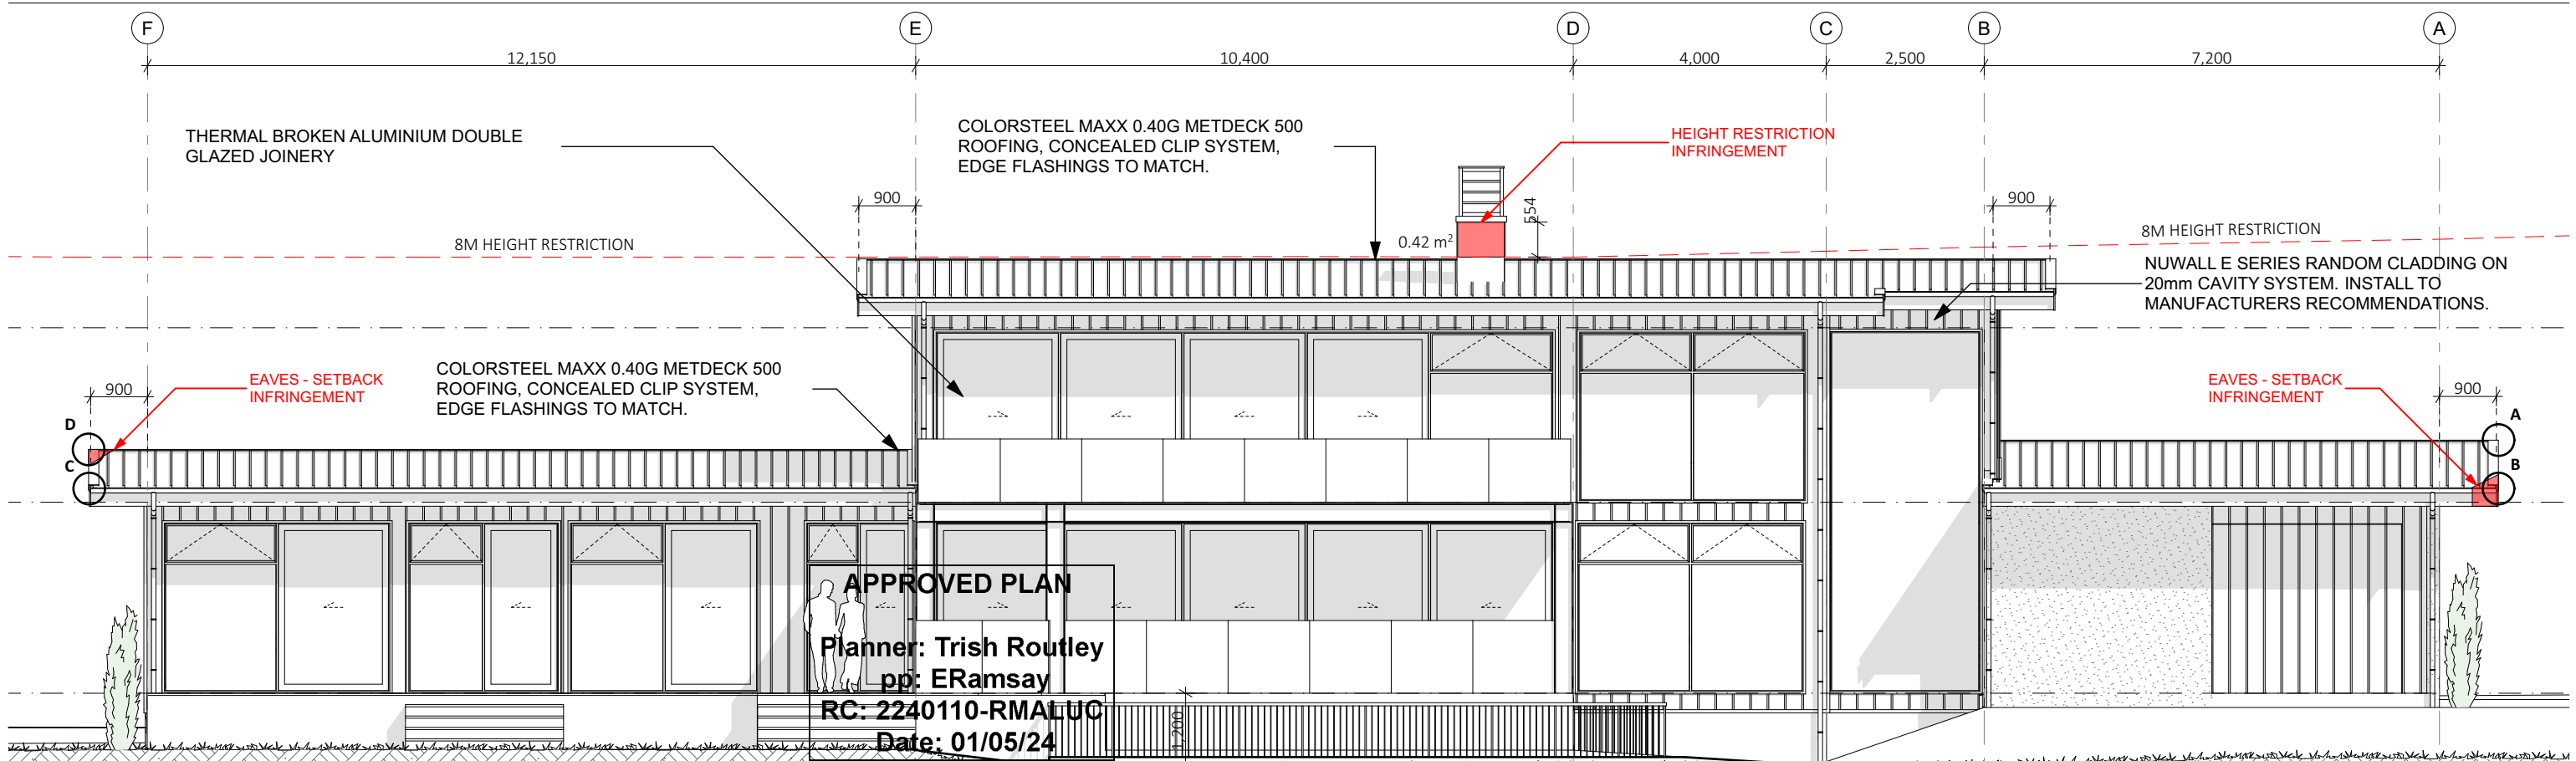 F E D C B A
12,150 10,400 4,000 2,500 7,200
THERMAL BROKEN ALUMINIUM DOUBLE
GLAZED JOINERY
COLORSTEEL MAXX 0.40G METDECK 500
ROOFING, CONCEALED CLIP SYSTEM,
EDGE FLASHINGS TO MATCH.
HEIGHT RESTRICTION
INFRINGEMENT
900
554
900
8M HEIGHT RESTRICTION
0.42 m²
8M HEIGHT RESTRICTION
NUWALL E SERIES RANDOM CLADDING ON
20mm CAVITY SYSTEM. INSTALL TO
MANUFACTURERS RECOMMENDATIONS.
900
EAVES - SETBACK
INFRINGEMENT
COLORSTEEL MAXX 0.40G METDECK 500
ROOFING, CONCEALED CLIP SYSTEM,
EDGE FLASHINGS TO MATCH.
EAVES - SETBACK
INFRINGEMENT
900
D
C
A
B
APPROVED PLAN
Planner: Trish Routley
pp: ERamsay
RC: 2240110-RMALUC
Date: 01/05/24
1,200